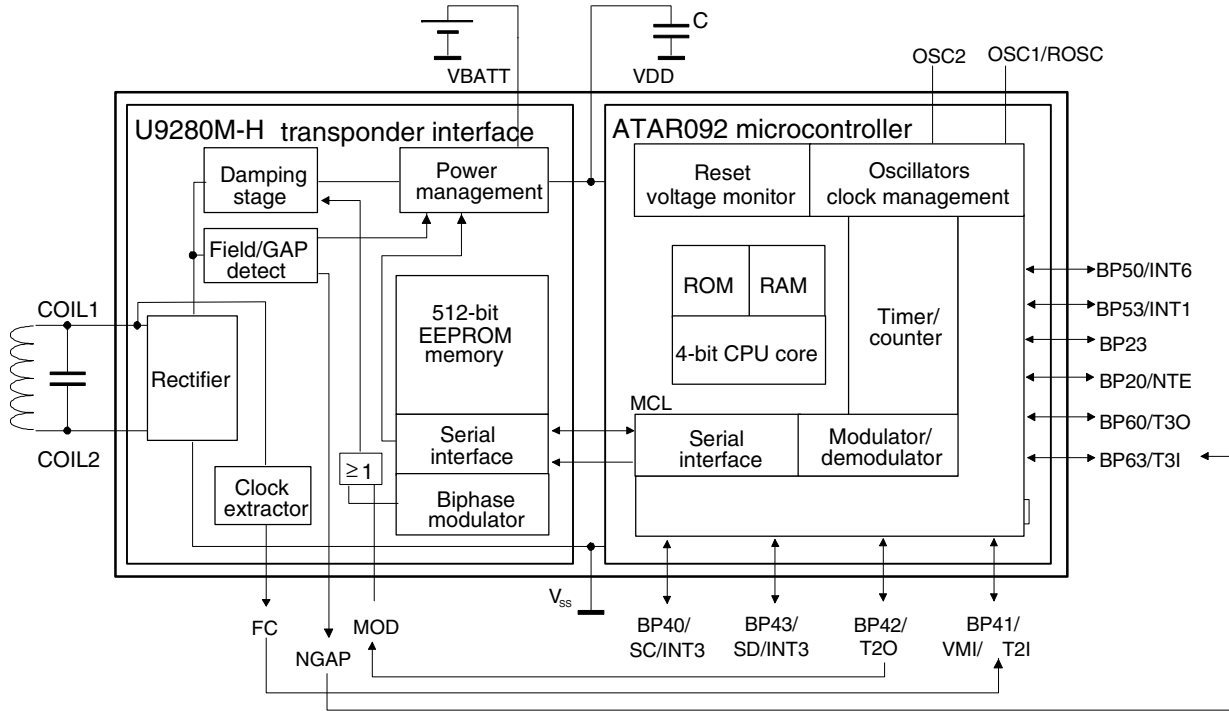 C
VBATT
VDD
OSC2
OSC1/ROSC
U9280M-H transponder interface
ATAR092 microcontroller
Damping
stage
Power
management
Reset
voltage monitor
Oscillators
clock management
Field/GAP
detect
ROM
RAM
4-bit CPU core
Timer/
counter
BP50/INT6
BP53/INT1
BP23
BP20/NTE
BP60/T3O
BP63/T3I
COIL1
COIL2
Rectifier
512-bit
EEPROM
memory
MCL
Serial
interface
Serial
interface
Modulator/
demodulator
≥1
Clock
extractor
Biphase
modulator
VSS
FC
NGAP
MOD
BP40/
SC/INT3
BP43/
SD/INT3
BP42/
T2O
BP41/
VMI/ T2I